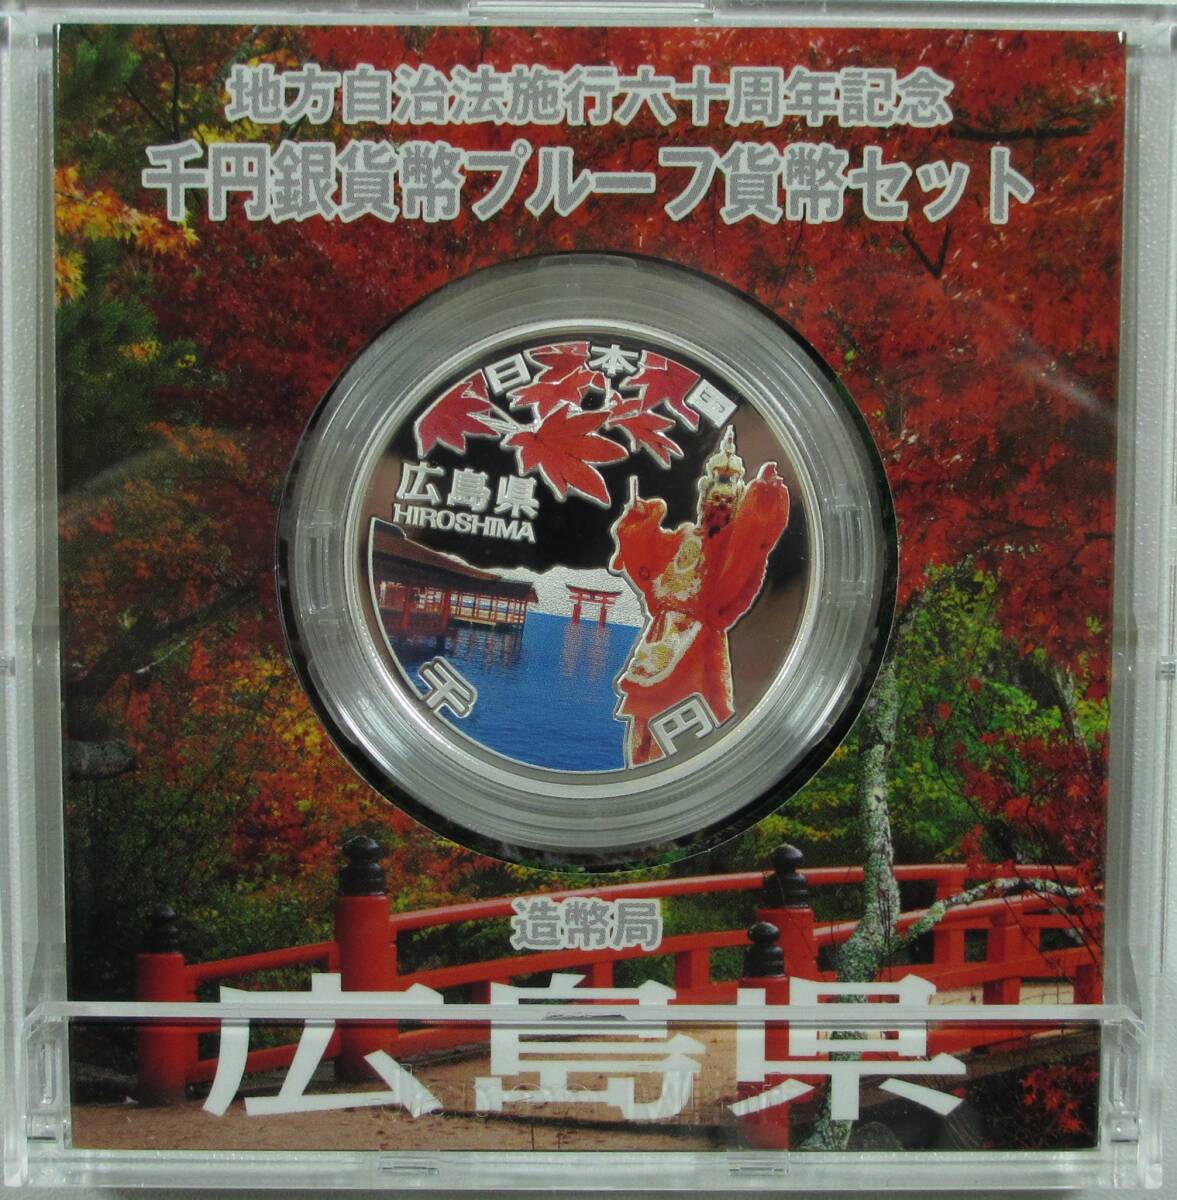 地方自治法施行六十周年記念
千円銀貨幣プルーフ貨幣セット
日本国
広島県
HIROSHIMA
千円
造幣局
広島県
Japan Mint